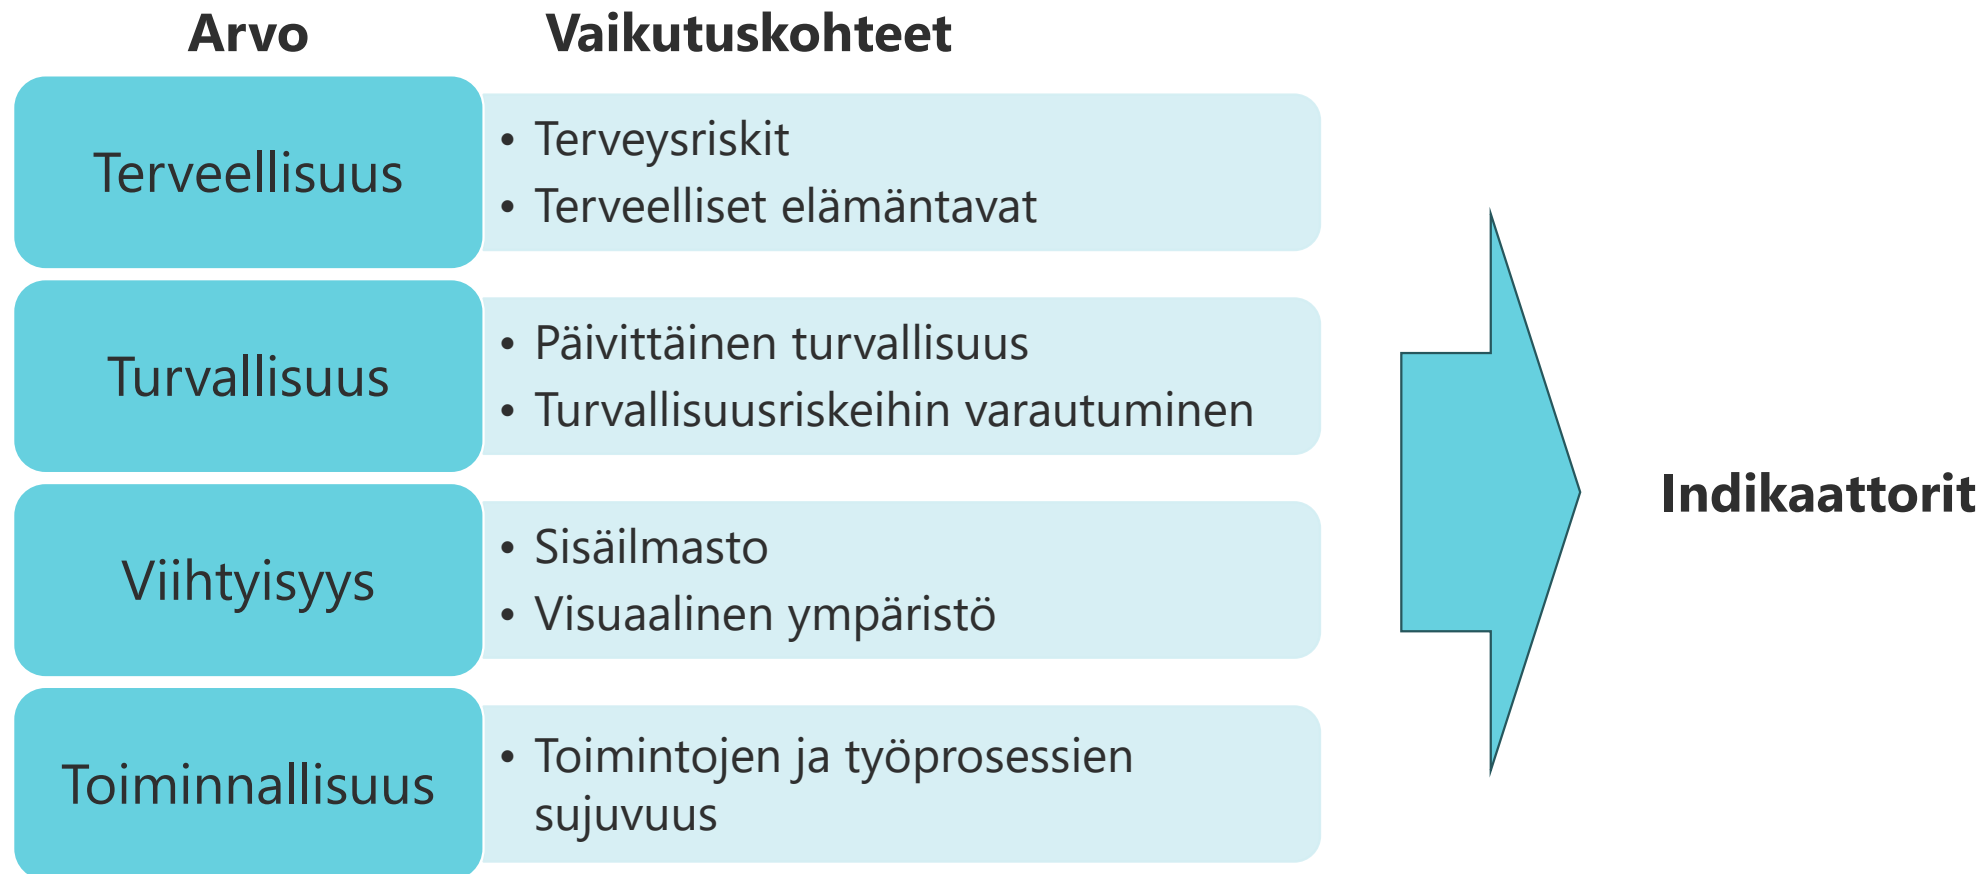 Arvo
Vaikutuskohteet
Terveellisuus
• Terveysriskit
• Terveelliset elämäntavat
Turvallisuus
• Päivittäinen turvallisuus
• Turvallisuusriskeihin varautuminen
Viihtyisyys
• Sisäilmasto
• Visuaalinen ympäristö
Toiminnallisuus
• Toimintojen ja työprosessien
sujuvuus
Indikaattorit